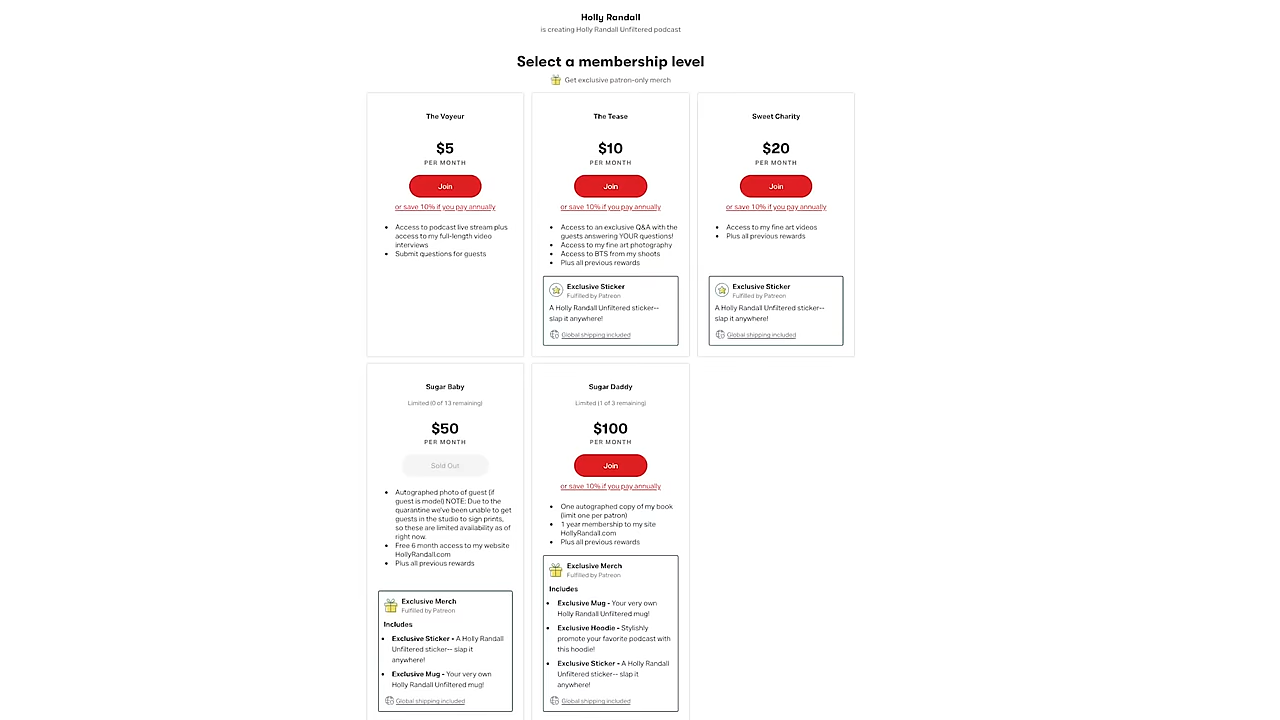 Holly Randall
is creating Holly Randall Unfiltered podcast
Select a membership level
Get exclusive patron-only merch
The Voyeur
$5
PER MONTH
Join
or save 10% if you pay annually
Access to podcast live stream plus
access to my full-length video
interviews
Submit questions for guests
The Tease
$10
PER MONTH
Join
or save 10% if you pay annually
Access to an exclusive Q&A with the
guests answering YOUR questions!
Access to my fine art photography
Access to BTS from my shoots
Plus all previous rewards
Exclusive Sticker
Fulfilled by Patreon
A Holly Randall Unfiltered sticker--
slap it anywhere!
Global shipping included
Sweet Charity
$20
PER MONTH
Join
or save 10% if you pay annually
Access to my fine art videos
Plus all previous rewards
Exclusive Sticker
Fulfilled by Patreon
A Holly Randall Unfiltered sticker--
slap it anywhere!
Global shipping included
Sugar Baby
Limited (0 of 13 remaining)
$50
PER MONTH
Sold Out
Autographed photo of guest (if
guest is model) NOTE: Due to the
quarantine we've been unable to get
guests in the studio to sign prints,
so these are limited availability as of
right now.
Free 6 month access to my website
HollyRandall.com
Plus all previous rewards
Exclusive Merch
Fulfilled by Patreon
Includes
Exclusive Sticker - A Holly Randall
Unfiltered sticker-- slap it
anywhere!
Exclusive Mug - Your very own
Holly Randall Unfiltered mug!
Global shipping included
Sugar Daddy
Limited (1 of 3 remaining)
$100
PER MONTH
Join
or save 10% if you pay annually
One autographed copy of my book
(limit one per patron)
1 year membership to my site
HollyRandall.com
Plus all previous rewards
Exclusive Merch
Fulfilled by Patreon
Includes
Exclusive Mug - Your very own
Holly Randall Unfiltered mug!
Exclusive Hoodie - Stylishly
promote your favorite podcast with
this hoodie!
Exclusive Sticker - A Holly Randall
Unfiltered sticker-- slap it
anywhere!
Global shipping included